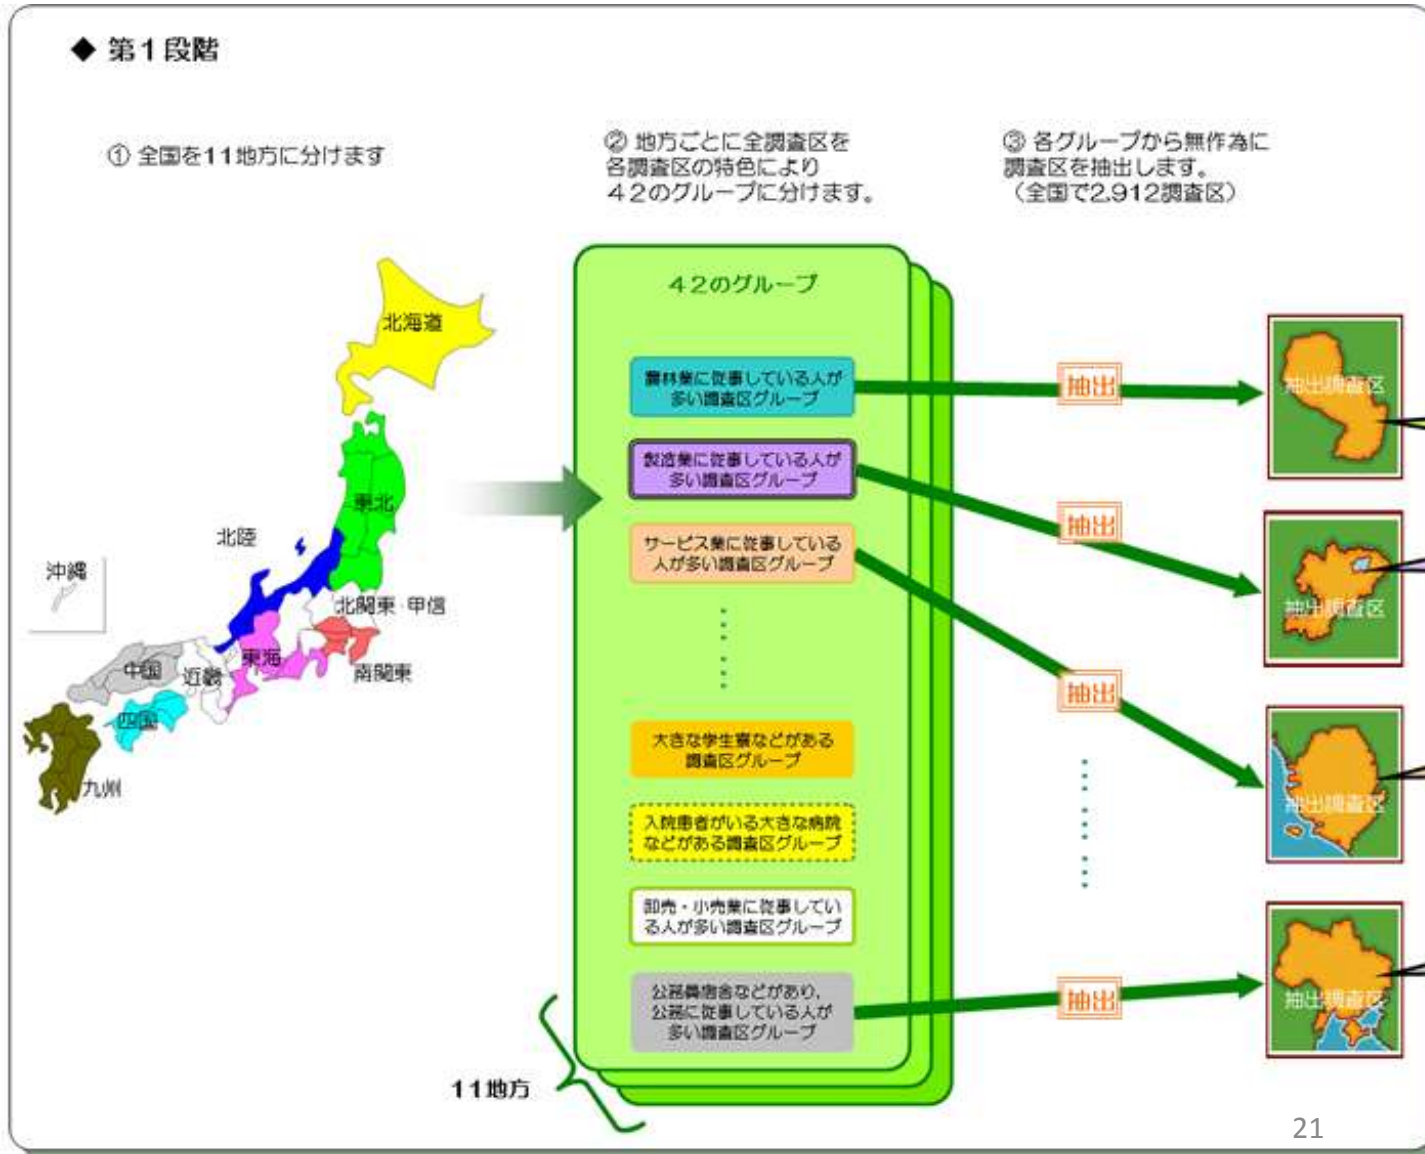 ◆ 第１段階
① 全国を11地方に分けます
② 地方ごとに全調査区を
各調査区の特色により
４２のグループに分けます。
③ 各グループから無作為に
調査区を抽出します。
（全国で2,912調査区）
北海道
東北
北陸
沖縄
北関東・甲信
東海
南関東
中国
近畿
四国
九州
４２のグループ
農林業に従事している人が
多い調査区グループ
製造業に従事している人が
多い調査区グループ
サービス業に従事している
人が多い調査区グループ
大きな学生寮などがある
調査区グループ
入院患者がいる大きな病院
などがある調査区グループ
卸売・小売業に従事してい
る人が多い調査区グループ
公務員宿舎などがあり，
公務に従事している人が
多い調査区グループ
11地方
抽出
抽出
抽出
抽出
抽出調査区
抽出調査区
抽出調査区
抽出調査区
21